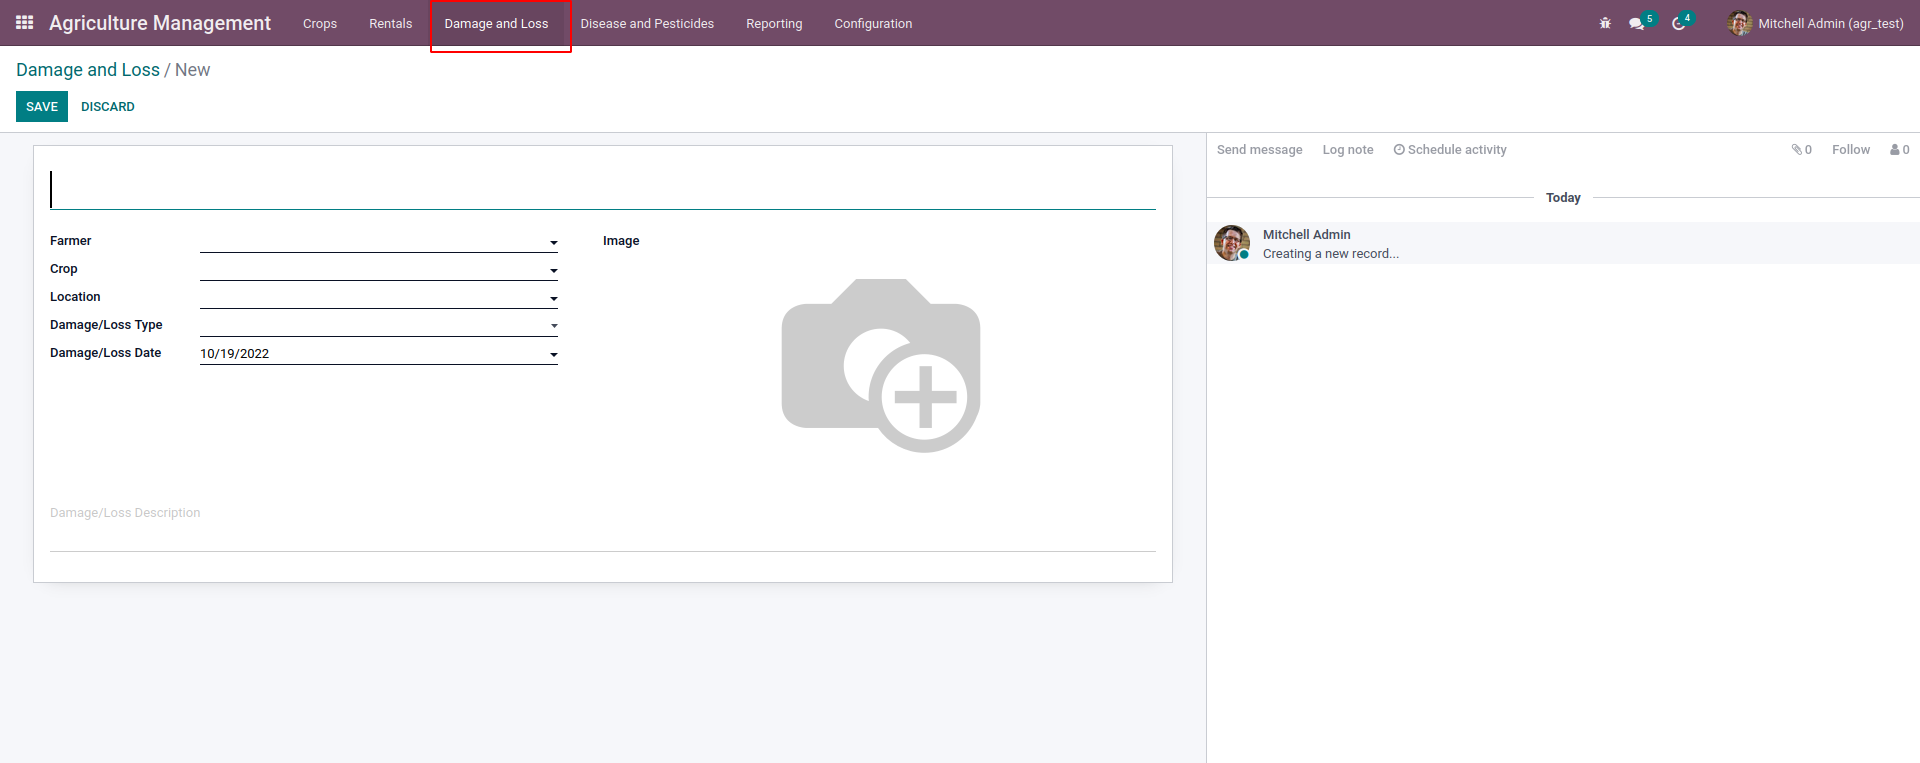 Agriculture Management Crops Rentals Damage and Loss Disease and Pesticides Reporting Configuration 5 4 Mitchell Admin (agr_test)
Damage and Loss / New
SAVE DISCARD
Send message Log note Schedule activity 0 Follow 0
Today
Mitchell Admin
Creating a new record...
Farmer
Crop
Location
Damage/Loss Type
Damage/Loss Date 10/19/2022
Image
Damage/Loss Description